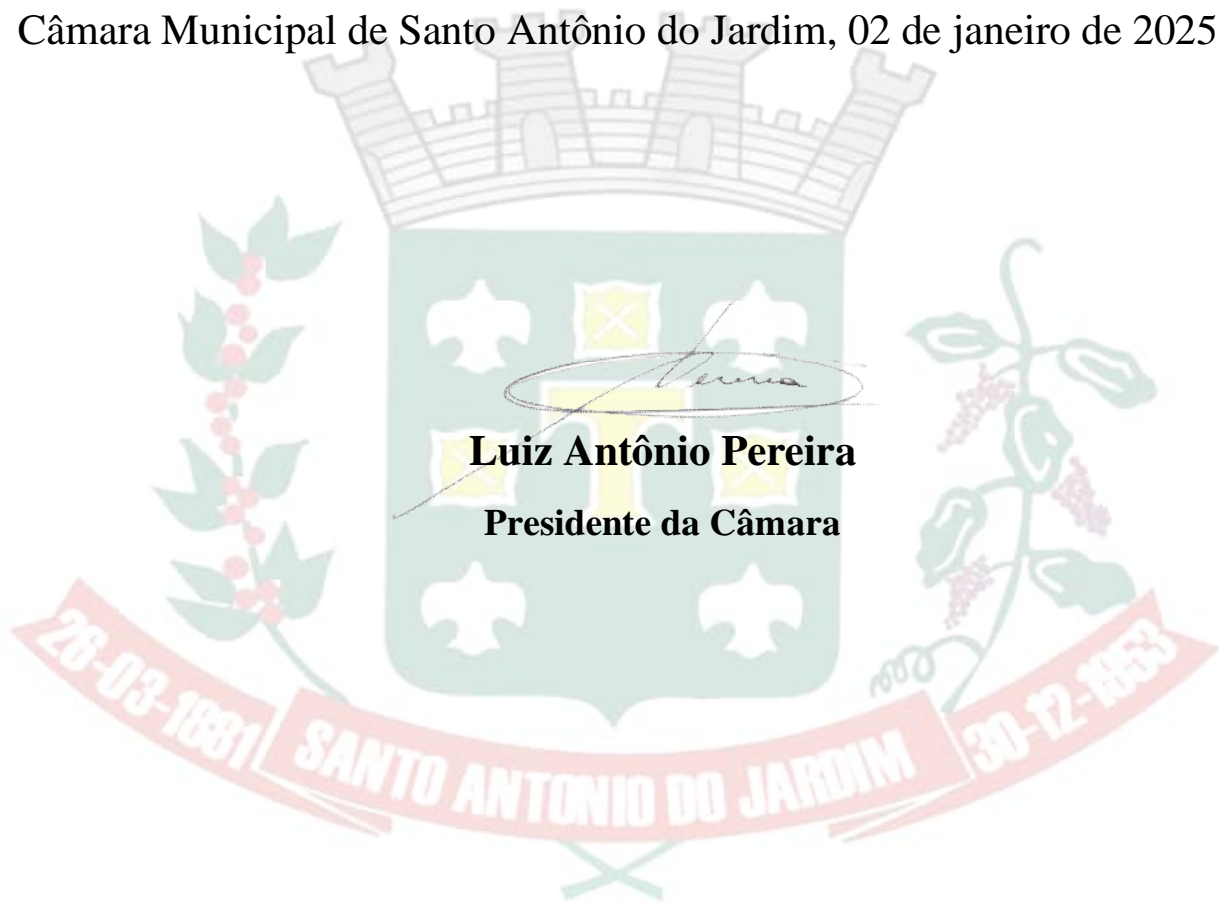 Câmara Municipal de Santo Antônio do Jardim, 02 de janeiro de 2025
Luiz Antônio Pereira
Presidente da Câmara
26-03-1881
SANTO ANTONIO DO JARDIM
30-12-1953